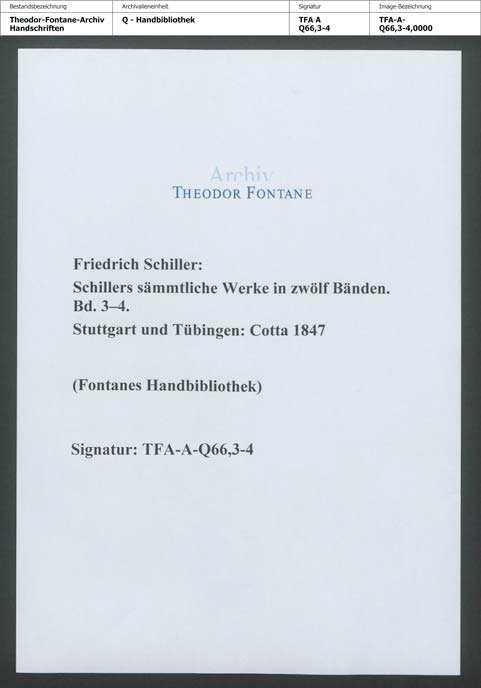 Bestandsbezeichnung Archivalieneinheit Signatur Image-Bezeichnung
Theodor-Fontane-Archiv Q - Handbibliothek TFA A TFA-A-
Handschriften Q66,3-4 Q66,3-4,0000
Archiv
THEODOR FONTANE
Friedrich Schiller:
Schillers sämmtliche Werke in zwölf Bänden.
Bd. 3–4.
Stuttgart und Tübingen: Cotta 1847
(Fontanes Handbibliothek)
Signatur: TFA-A-Q66,3-4